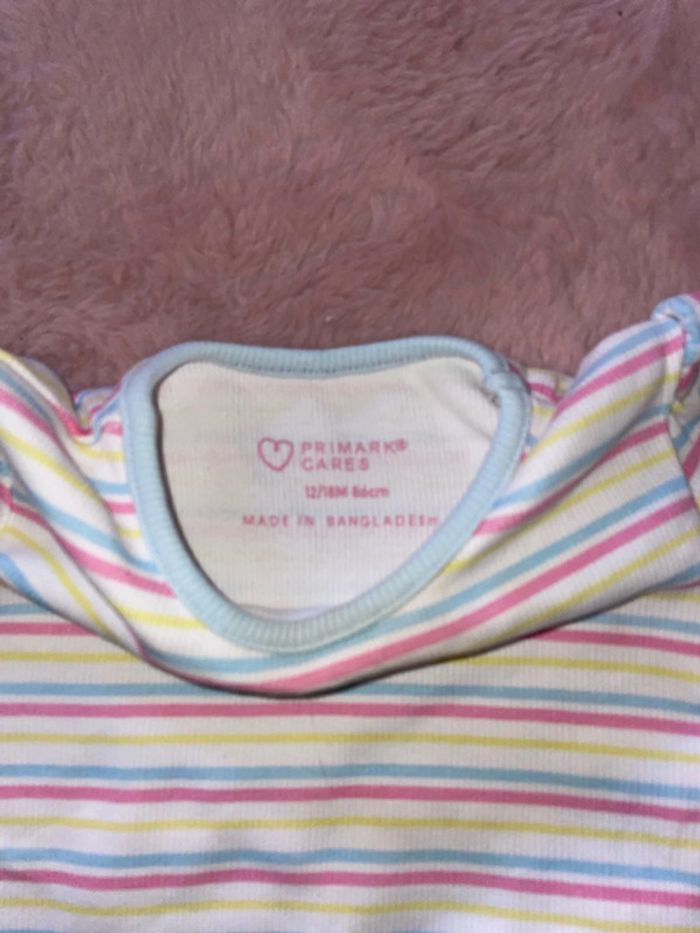 PRIMARK®
CARES
12/18M 86cm
MADE IN BANGLADESH